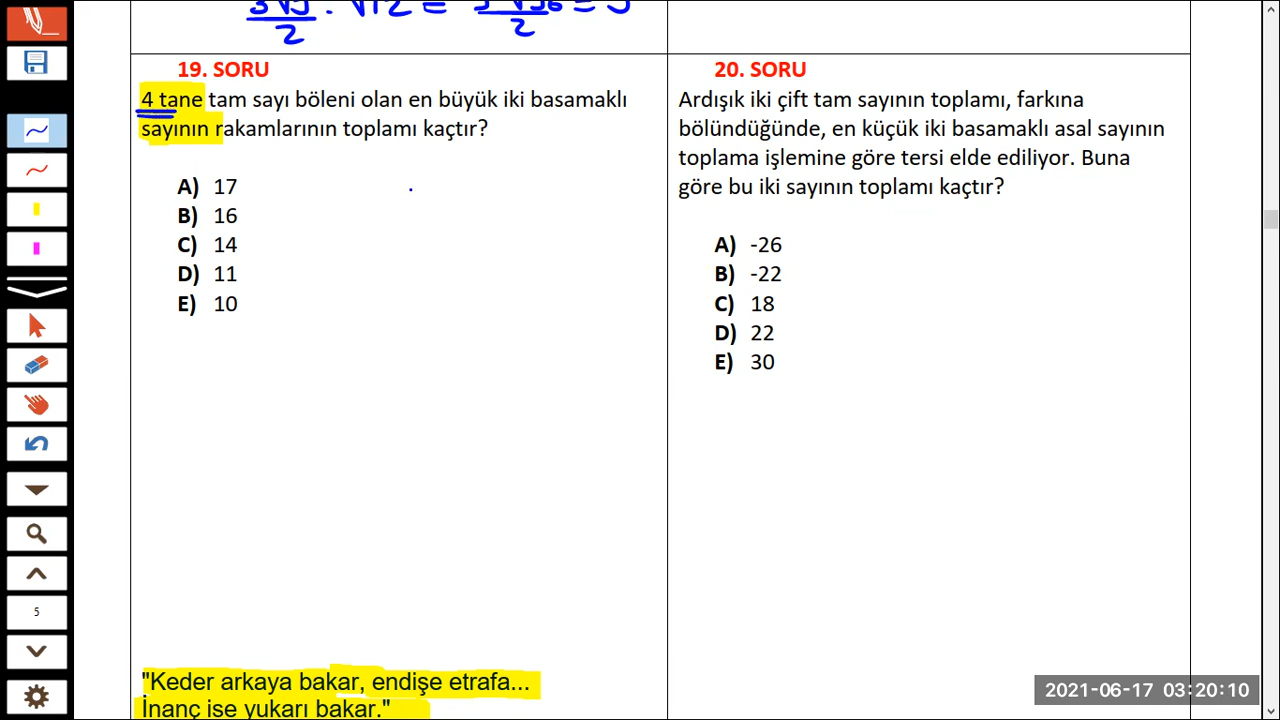 19. SORU
4 tane tam sayı böleni olan en büyük iki basamaklı
sayının rakamlarının toplamı kaçtır?
A) 17
B) 16
C) 14
D) 11
E) 10
"Keder arkaya bakar, endişe etrafa...
İnanç ise yukarı bakar."
20. SORU
Ardışık iki çift tam sayının toplamı, farkına
bölündüğünde, en küçük iki basamaklı asal sayının
toplama işlemine göre tersi elde ediliyor. Buna
göre bu iki sayının toplamı kaçtır?
A) -26
B) -22
C) 18
D) 22
E) 30
5
2021-06-17 03:20:10